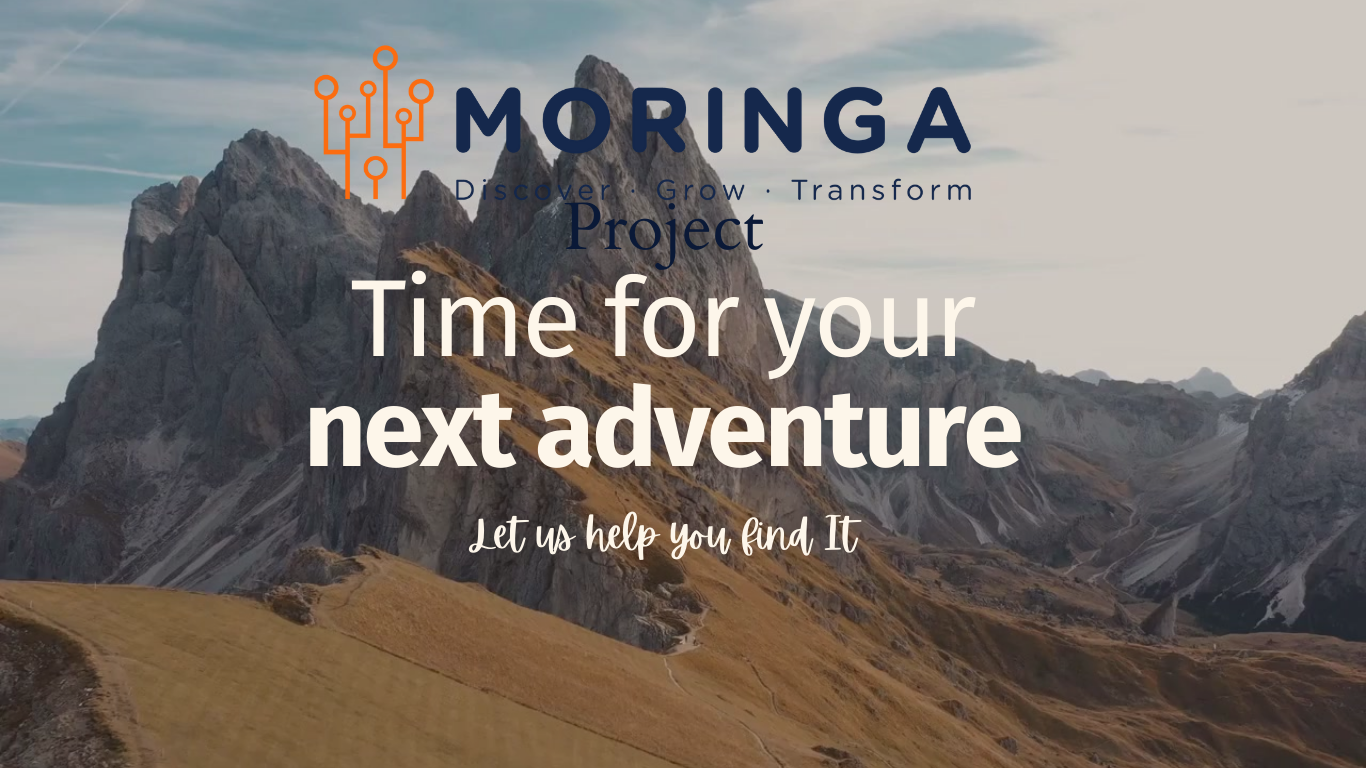 MORINGA
Discover · Grow · Transform
Project
Time for your
next adventure
Let us help you find It